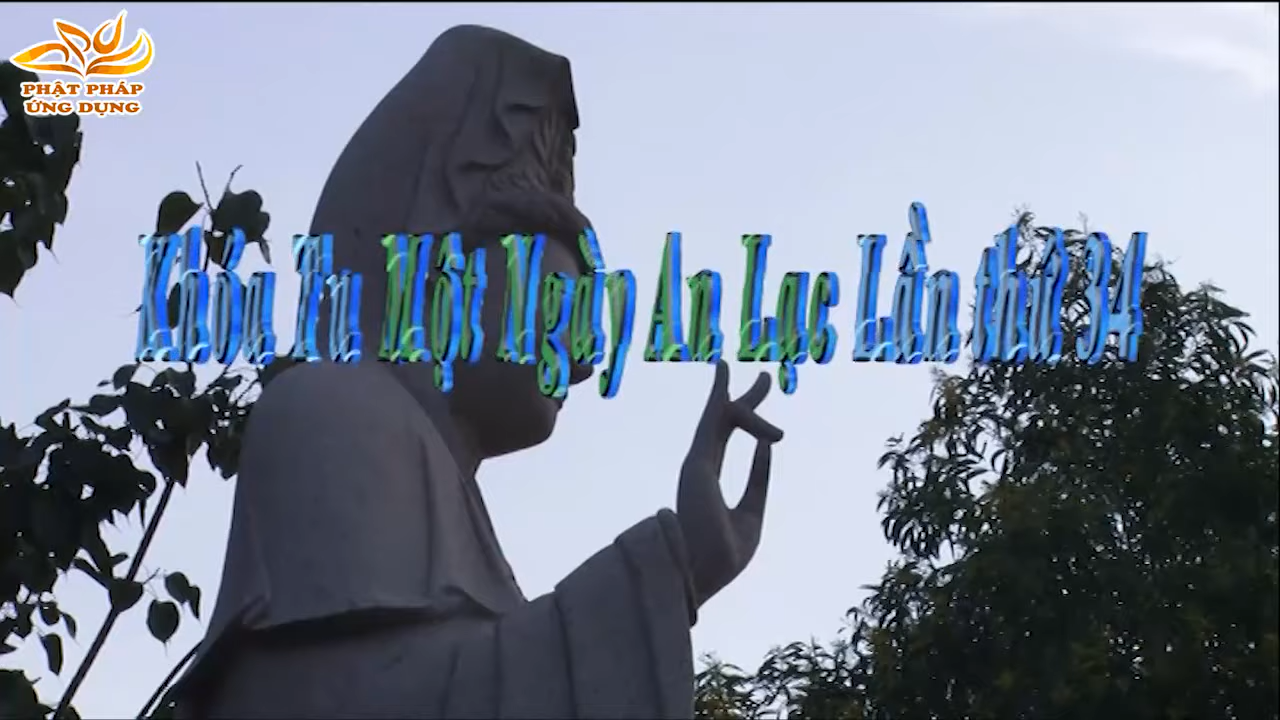 PHẬT PHÁP
ỨNG DỤNG
Khóa Tu Một Ngày An Lạc Lần thứ 34